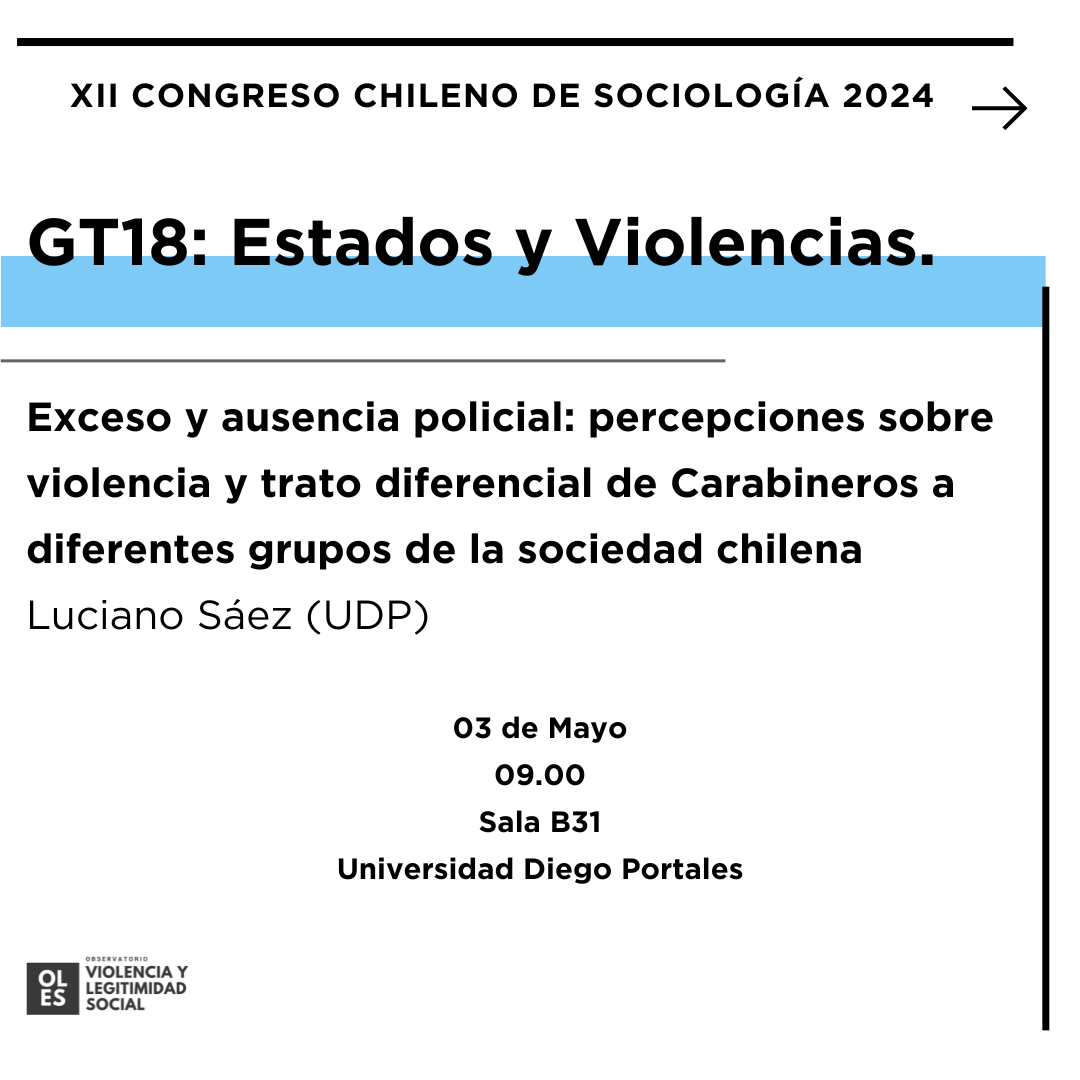 XII CONGRESO CHILENO DE SOCIOLOGÍA 2024
GT18: Estados y Violencias.
Exceso y ausencia policial: percepciones sobre
violencia y trato diferencial de Carabineros a
diferentes grupos de la sociedad chilena
Luciano Sáez (UDP)
03 de Mayo
09.00
Sala B31
Universidad Diego Portales
OL
ES
OBSERVATORIO
VIOLENCIA Y
LEGITIMIDAD
SOCIAL